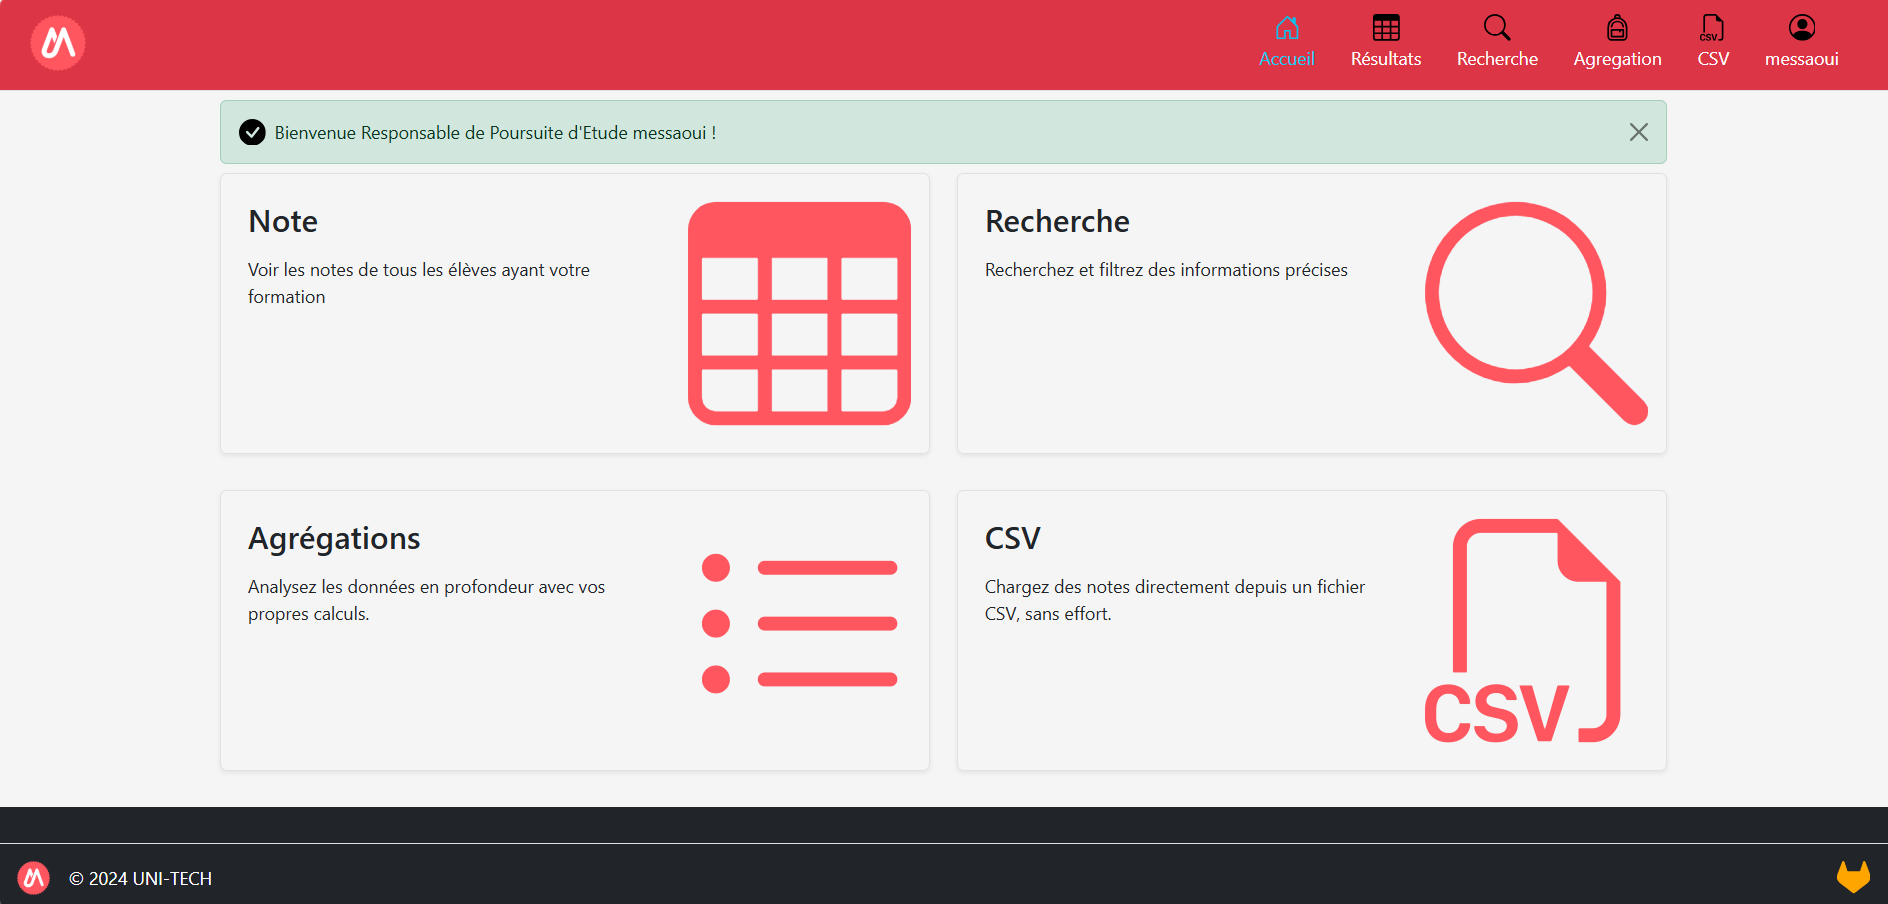 Accueil
Résultats
Recherche
Agregation
CSV
CSV
messaoui
Bienvenue Responsable de Poursuite d'Etude messaoui !
Note
Voir les notes de tous les élèves ayant votre
formation
Recherche
Recherchez et filtrez des informations précises
Agrégations
Analysez les données en profondeur avec vos
propres calculs.
CSV
Chargez des notes directement depuis un fichier
CSV, sans effort.
CSV
© 2024 UNI-TECH